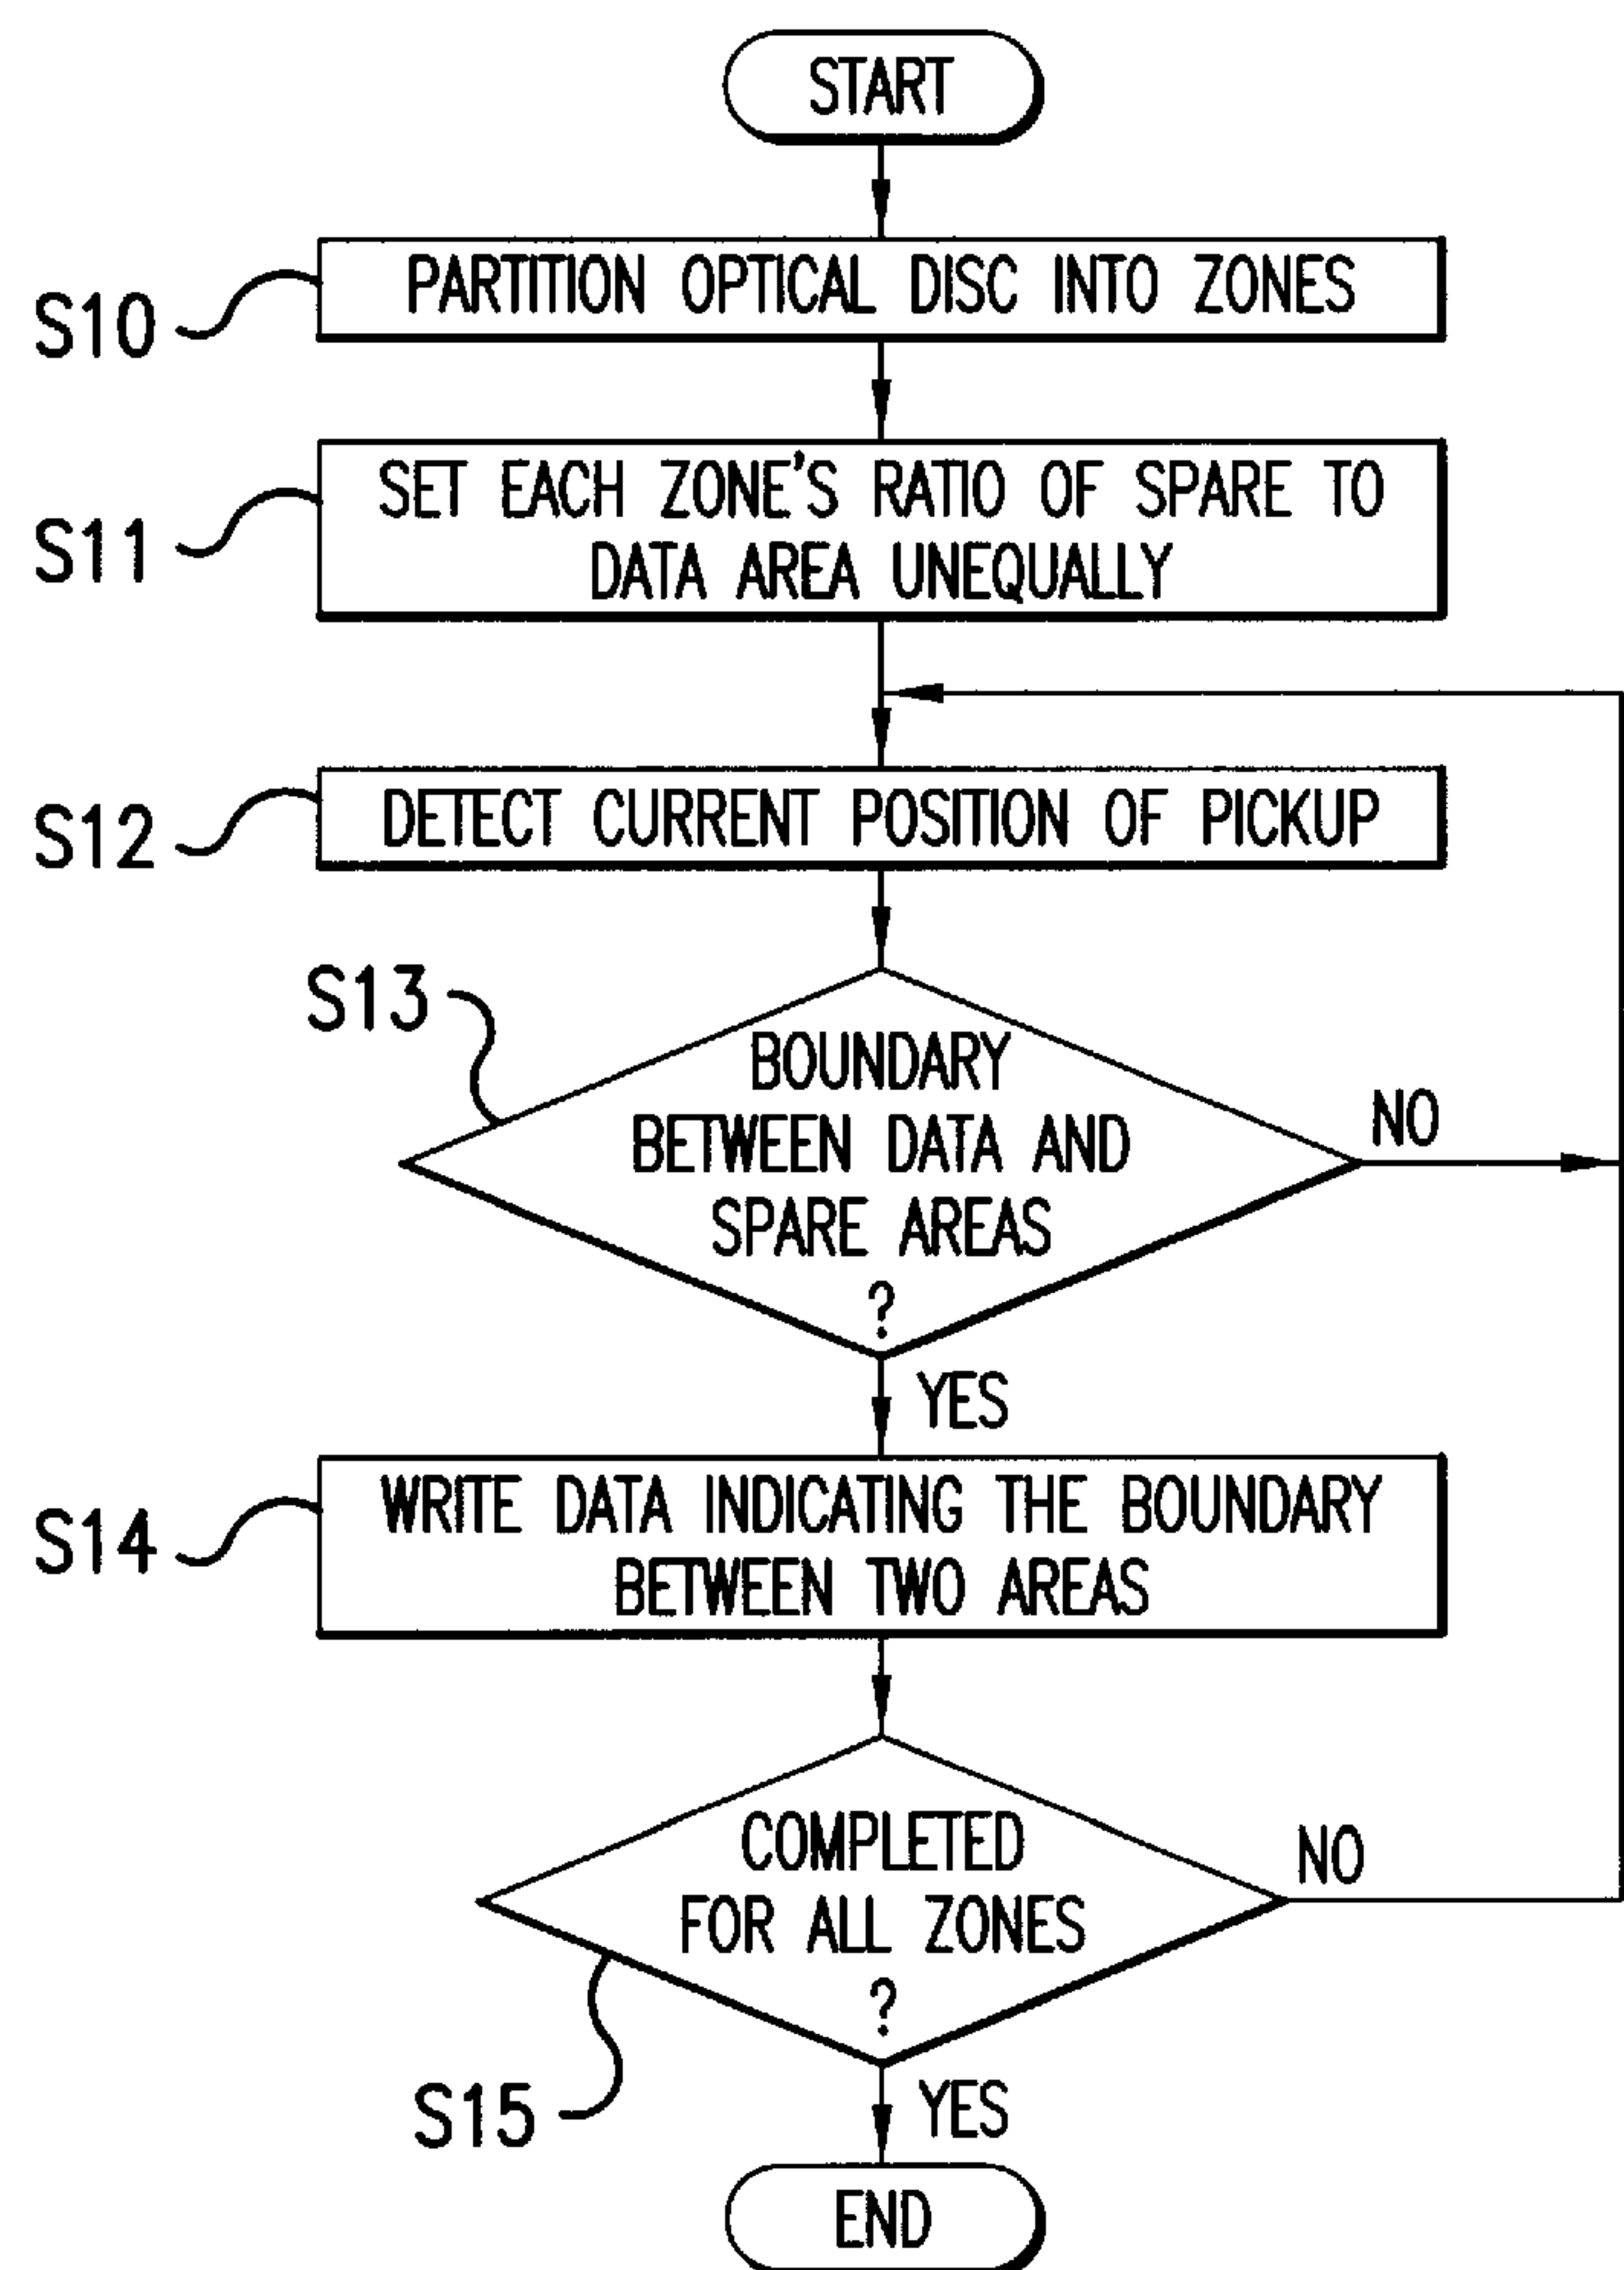 START
S10
PARTITION OPTICAL DISC INTO ZONES
S11
SET EACH ZONE'S RATIO OF SPARE TO
DATA AREA UNEQUALLY
S12
DETECT CURRENT POSITION OF PICKUP
S13
BOUNDARY
BETWEEN DATA AND
SPARE AREAS
?
NO
YES
S14
WRITE DATA INDICATING THE BOUNDARY
BETWEEN TWO AREAS
COMPLETED
FOR ALL ZONES
?
NO
S15
YES
END